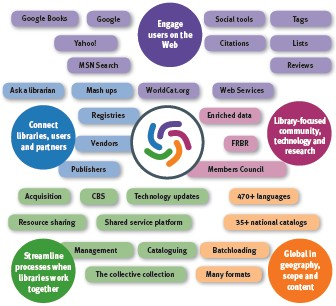 Google Books
Google
Engage
users on the
Web
Social tools
Tags
Yahoo!
Citations
Lists
MSN Search
Reviews
Ask a librarian
Mash ups
WorldCat.org
Web Services
Connect
libraries, users
and partners
Registries
Vendors
Publishers
Enriched data
FRBR
Members Council
Library-focused
community,
technology and
research
Acquisition
CBS
Technology updates
470+ languages
Resource sharing
Shared service platform
35+ national catalogs
Streamline
processes when
libraries work
together
Management
Cataloguing
Batchloading
The collective collection
Many formats
Global in
geography,
scope and
content